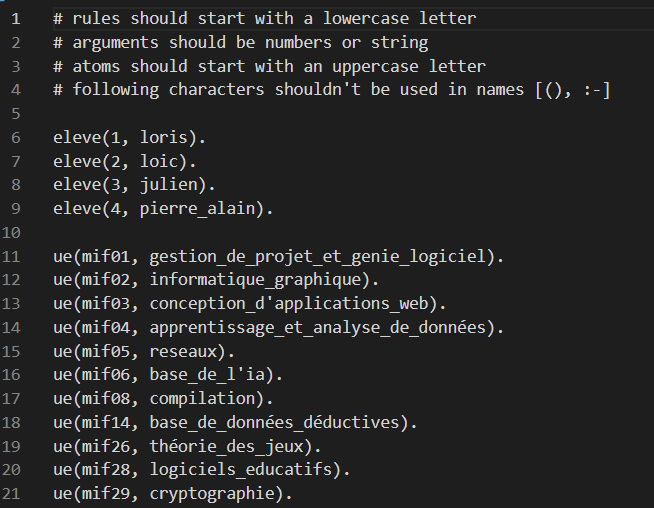 1 # rules should start with a lowercase letter
2 # arguments should be numbers or string
3 # atoms should start with an uppercase letter
4 # following characters shouldn't be used in names [(), :-]
5
6 eleve(1, loris).
7 eleve(2, loic).
8 eleve(3, julien).
9 eleve(4, pierre_alain).
10
11 ue(mif01, gestion_de_projet_et_genie_logiciel).
12 ue(mif02, informatique_graphique).
13 ue(mif03, conception_d'applications_web).
14 ue(mif04, apprentissage_et_analyse_de_données).
15 ue(mif05, reseaux).
16 ue(mif06, base_de_l'ia).
17 ue(mif08, compilation).
18 ue(mif14, base_de_données_déductives).
19 ue(mif26, théorie_des_jeux).
20 ue(mif28, logiciels_educatifs).
21 ue(mif29, cryptographie).